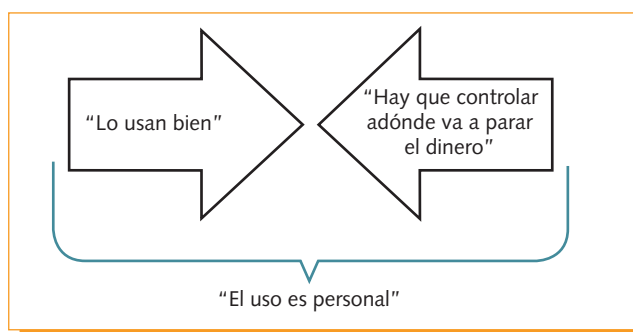 “Lo usan bien”
“Hay que controlar
adónde va a parar
el dinero”
“El uso es personal”